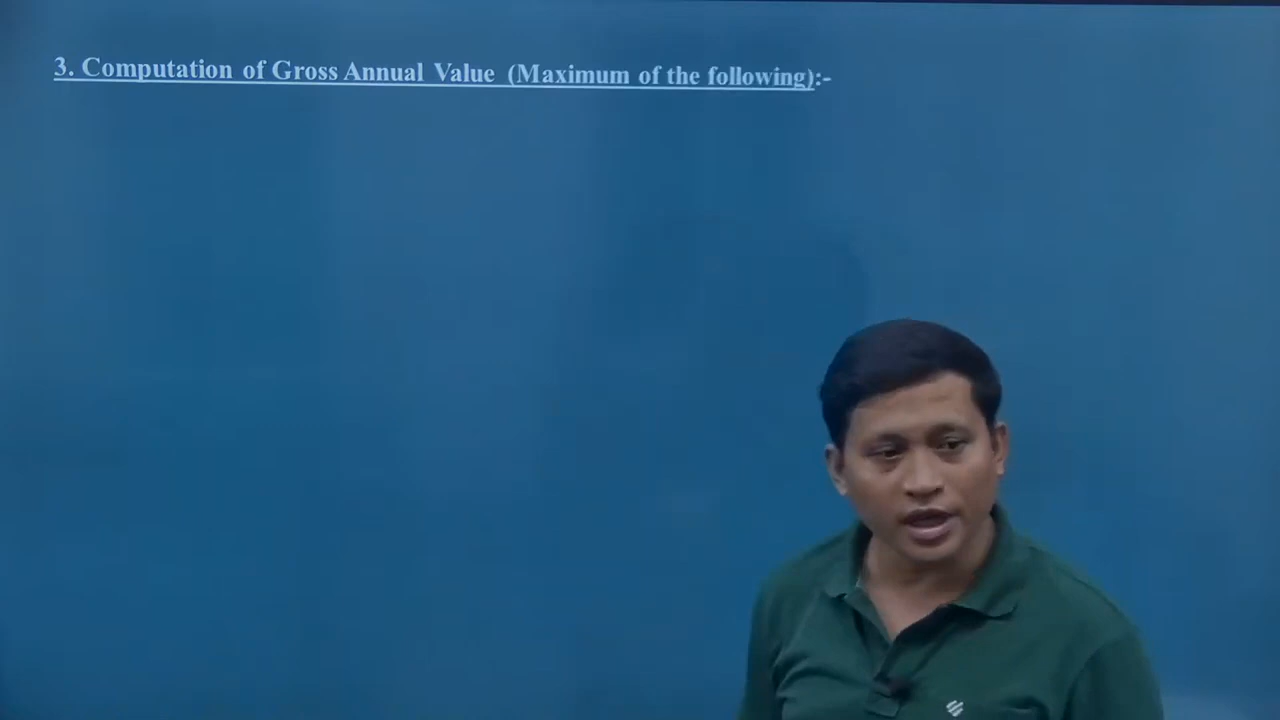 3. Computation of Gross Annual Value (Maximum of the following):-